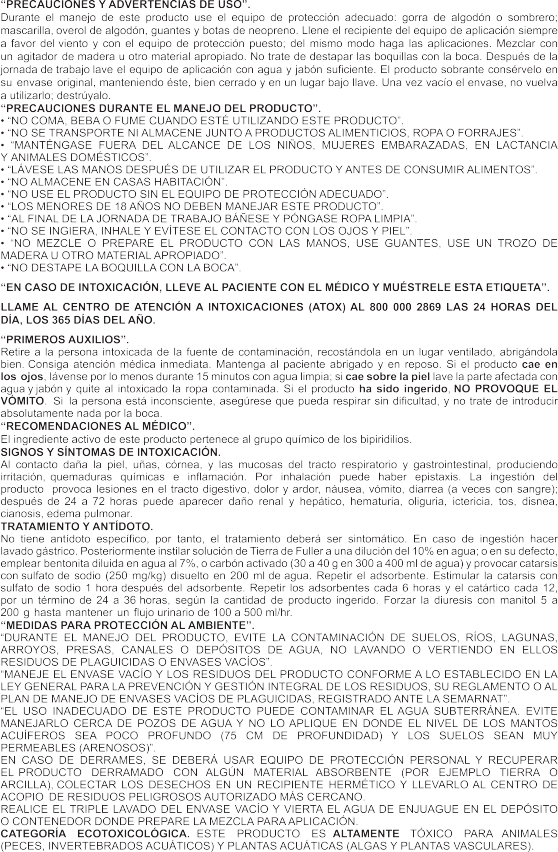 “PRECAUCIONES Y ADVERTENCIAS DE USO”.
Durante el manejo de este producto use el equipo de protección adecuado: gorra de algodón o sombrero;
mascarilla, overol de algodón, guantes y botas de neopreno. Llene el recipiente del equipo de aplicación siempre
a favor del viento y con el equipo de protección puesto; del mismo modo haga las aplicaciones. Mezclar con
un agitador de madera u otro material apropiado. No trate de destapar las boquillas con la boca. Después de la
jornada de trabajo lave el equipo de aplicación con agua y jabón suficiente. El producto sobrante consérvelo en
su envase original, manteniendo éste, bien cerrado y en un lugar bajo llave. Una vez vacío el envase, no vuelva
a utilizarlo; destrúyalo.
“PRECAUCIONES DURANTE EL MANEJO DEL PRODUCTO”.
• “NO COMA, BEBA O FUME CUANDO ESTÉ UTILIZANDO ESTE PRODUCTO”.
• “NO SE TRANSPORTE NI ALMACENE JUNTO A PRODUCTOS ALIMENTICIOS, ROPA O FORRAJES”.
• “MANTÉNGASE FUERA DEL ALCANCE DE LOS NIÑOS, MUJERES EMBARAZADAS, EN LACTANCIA
Y ANIMALES DOMÉSTICOS”.
• “LÁVESE LAS MANOS DESPUÉS DE UTILIZAR EL PRODUCTO Y ANTES DE CONSUMIR ALIMENTOS”.
• “NO ALMACENE EN CASAS HABITACIÓN”.
• “NO USE EL PRODUCTO SIN EL EQUIPO DE PROTECCIÓN ADECUADO”.
• “LOS MENORES DE 18 AÑOS NO DEBEN MANEJAR ESTE PRODUCTO”.
• “AL FINAL DE LA JORNADA DE TRABAJO BÁÑESE Y PÓNGASE ROPA LIMPIA”.
• “NO SE INGIERA, INHALE Y EVÍTESE EL CONTACTO CON LOS OJOS Y PIEL”.
• “NO MEZCLE O PREPARE EL PRODUCTO CON LAS MANOS, USE GUANTES, USE UN TROZO DE
MADERA U OTRO MATERIAL APROPIADO”.
• “NO DESTAPE LA BOQUILLA CON LA BOCA”.
“EN CASO DE INTOXICACIÓN, LLEVE AL PACIENTE CON EL MÉDICO Y MUÉSTRELE ESTA ETIQUETA”.
LLAME AL CENTRO DE ATENCIÓN A INTOXICACIONES (ATOX) AL 800 000 2869 LAS 24 HORAS DEL
DÍA, LOS 365 DÍAS DEL AÑO.
“PRIMEROS AUXILIOS”.
Retire a la persona intoxicada de la fuente de contaminación, recostándola en un lugar ventilado, abrigándola
bien. Consiga atención médica inmediata. Mantenga al paciente abrigado y en reposo. Si el producto cae en
los ojos, lávense por lo menos durante 15 minutos con agua limpia; si cae sobre la piel lave la parte afectada con
agua y jabón y quite al intoxicado la ropa contaminada. Si el producto ha sido ingerido, NO PROVOQUE EL
VÓMITO. Si la persona está inconsciente, asegúrese que pueda respirar sin dificultad, y no trate de introducir
absolutamente nada por la boca.
“RECOMENDACIONES AL MÉDICO”.
El ingrediente activo de este producto pertenece al grupo químico de los bipiridilios.
SIGNOS Y SÍNTOMAS DE INTOXICACIÓN.
Al contacto daña la piel, uñas, córnea, y las mucosas del tracto respiratorio y gastrointestinal, produciendo
irritación, quemaduras químicas e inflamación. Por inhalación puede haber epistaxis. La ingestión del
producto provoca lesiones en el tracto digestivo, dolor y ardor, náusea, vómito, diarrea (a veces con sangre);
después de 24 a 72 horas puede aparecer daño renal y hepático, hematuria, oliguria, ictericia, tos, disnea,
cianosis, edema pulmonar.
TRATAMIENTO Y ANTÍDOTO.
No tiene antídoto específico, por tanto, el tratamiento deberá ser sintomático. En caso de ingestión hacer
lavado gástrico. Posteriormente instilar solución de Tierra de Fuller a una dilución del 10% en agua; o en su defecto,
emplear bentonita diluida en agua al 7%, o carbón activado (30 a 40 g en 300 a 400 ml de agua) y provocar catarsis
con sulfato de sodio (250 mg/kg) disuelto en 200 ml de agua. Repetir el adsorbente. Estimular la catarsis con
sulfato de sodio 1 hora después del adsorbente. Repetir los adsorbentes cada 6 horas y el catártico cada 12,
por un término de 24 a 36 horas, según la cantidad de producto ingerido. Forzar la diuresis con manitol 5 a
200 g hasta mantener un flujo urinario de 100 a 500 ml/hr.
“MEDIDAS PARA PROTECCIÓN AL AMBIENTE”.
“DURANTE EL MANEJO DEL PRODUCTO, EVITE LA CONTAMINACIÓN DE SUELOS, RÍOS, LAGUNAS,
ARROYOS, PRESAS, CANALES O DEPÓSITOS DE AGUA, NO LAVANDO O VERTIENDO EN ELLOS
RESIDUOS DE PLAGUICIDAS O ENVASES VACÍOS”.
“MANEJE EL ENVASE VACÍO Y LOS RESIDUOS DEL PRODUCTO CONFORME A LO ESTABLECIDO EN LA
LEY GENERAL PARA LA PREVENCIÓN Y GESTIÓN INTEGRAL DE LOS RESIDUOS, SU REGLAMENTO O AL
PLAN DE MANEJO DE ENVASES VACÍOS DE PLAGUICIDAS, REGISTRADO ANTE LA SEMARNAT”.
“EL USO INADECUADO DE ESTE PRODUCTO PUEDE CONTAMINAR EL AGUA SUBTERRÁNEA, EVITE
MANEJARLO CERCA DE POZOS DE AGUA Y NO LO APLIQUE EN DONDE EL NIVEL DE LOS MANTOS
ACUÍFEROS SEA POCO PROFUNDO (75 CM DE PROFUNDIDAD) Y LOS SUELOS SEAN MUY
PERMEABLES (ARENOSOS)”.
EN CASO DE DERRAMES, SE DEBERÁ USAR EQUIPO DE PROTECCIÓN PERSONAL Y RECUPERAR
EL PRODUCTO DERRAMADO CON ALGÚN MATERIAL ABSORBENTE (POR EJEMPLO TIERRA O
ARCILLA), COLECTAR LOS DESECHOS EN UN RECIPIENTE HERMÉTICO Y LLEVARLO AL CENTRO DE
ACOPIO DE RESIDUOS PELIGROSOS AUTORIZADO MÁS CERCANO.
REALICE EL TRIPLE LAVADO DEL ENVASE VACÍO Y VIERTA EL AGUA DE ENJUAGUE EN EL DEPÓSITO
O CONTENEDOR DONDE PREPARE LA MEZCLA PARA APLICACIÓN.
CATEGORÍA ECOTOXICOLÓGICA. ESTE PRODUCTO ES ALTAMENTE TÓXICO PARA ANIMALES
(PECES, INVERTEBRADOS ACUÁTICOS) Y PLANTAS ACUÁTICAS (ALGAS Y PLANTAS VASCULARES).